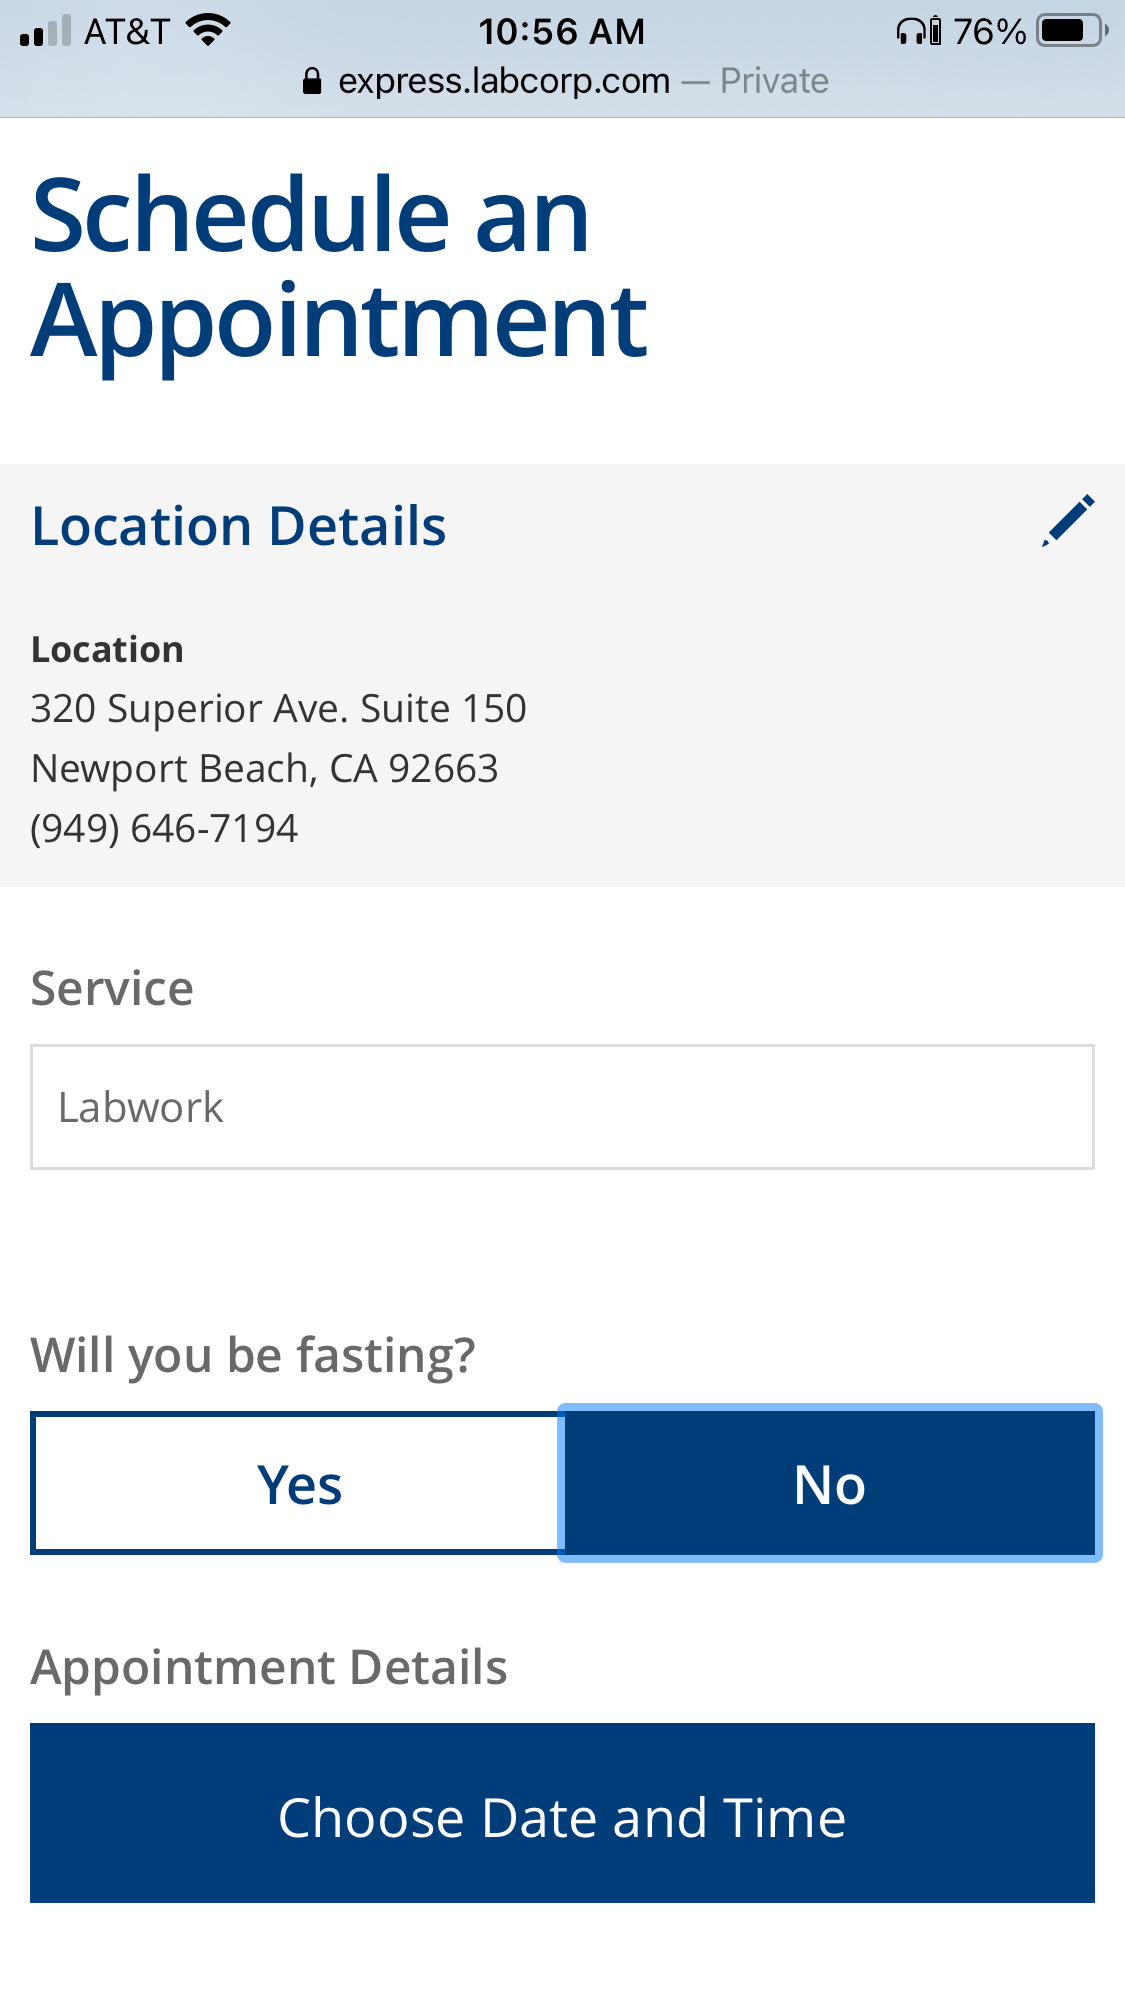 AT&T 10:56 AM 76%
express.labcorp.com — Private
Schedule an
Appointment
Location Details
Location
320 Superior Ave. Suite 150
Newport Beach, CA 92663
(949) 646-7194
Service
Labwork
Will you be fasting?
Yes No
Appointment Details
Choose Date and Time